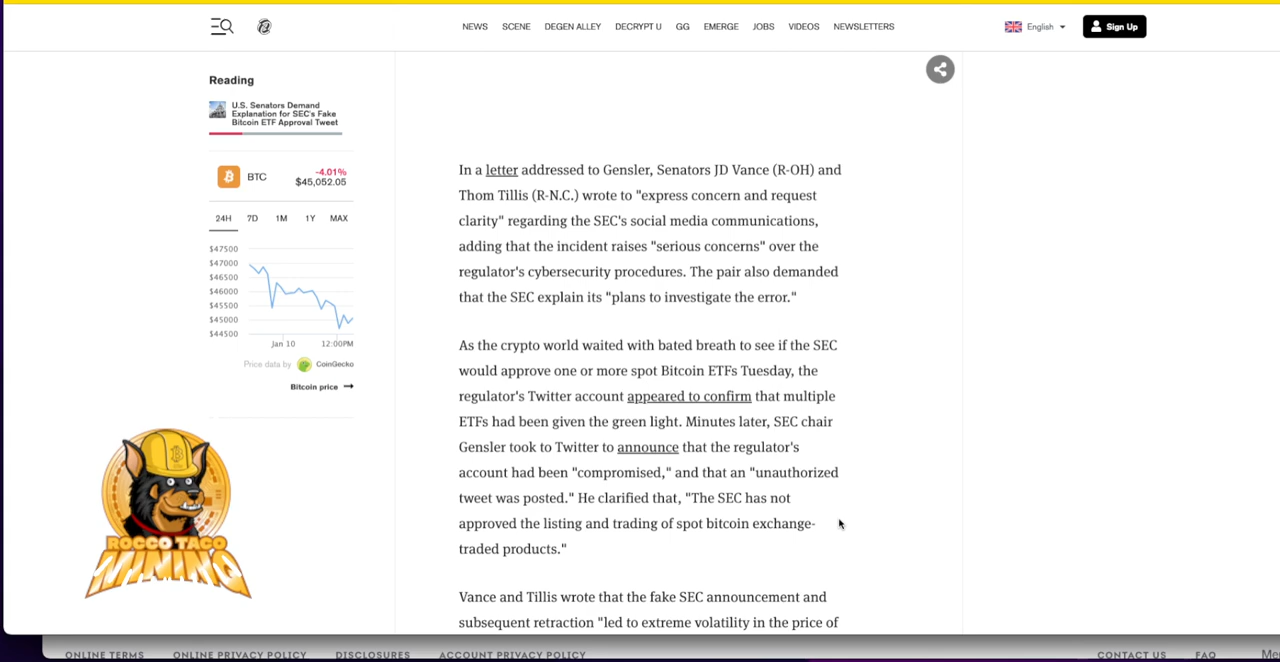 NEWS SCENE DEGEN ALLEY DECRYPT U GG EMERGE JOBS VIDEOS NEWSLETTERS
English
Sign Up
Reading
U.S. Senators Demand
Explanation for SEC's Fake
Bitcoin ETF Approval Tweet
BTC
-4.01%
$45,052.05
24H 7D 1M 1Y MAX
$47500
$47000
$46500
$46000
$45500
$45000
$44500
Jan 10 12:00PM
Price data by CoinGecko
Bitcoin price →
ROCCO TACO
MINING
In a letter addressed to Gensler, Senators JD Vance (R-OH) and
Thom Tillis (R-N.C.) wrote to "express concern and request
clarity" regarding the SEC's social media communications,
adding that the incident raises "serious concerns" over the
regulator's cybersecurity procedures. The pair also demanded
that the SEC explain its "plans to investigate the error."
As the crypto world waited with bated breath to see if the SEC
would approve one or more spot Bitcoin ETFs Tuesday, the
regulator's Twitter account appeared to confirm that multiple
ETFs had been given the green light. Minutes later, SEC chair
Gensler took to Twitter to announce that the regulator's
account had been "compromised," and that an "unauthorized
tweet was posted." He clarified that, "The SEC has not
approved the listing and trading of spot bitcoin exchange-
traded products."
Vance and Tillis wrote that the fake SEC announcement and
subsequent retraction "led to extreme volatility in the price of
ONLINE TERMS ONLINE PRIVACY POLICY DISCLOSURES ACCOUNT PRIVACY POLICY CONTACT US FAQ